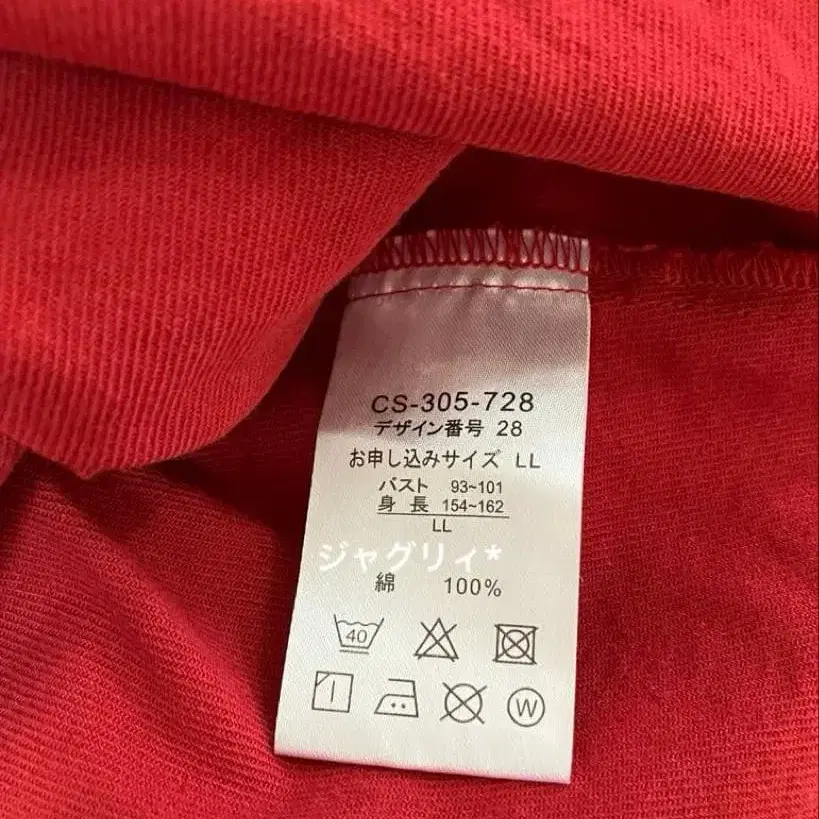 CS-305-728
デザイン番号 28
お申し込みサイズ LL
バスト 93~101
身 長 154~162
LL
ジャグリィ*
綿 100%
40
W